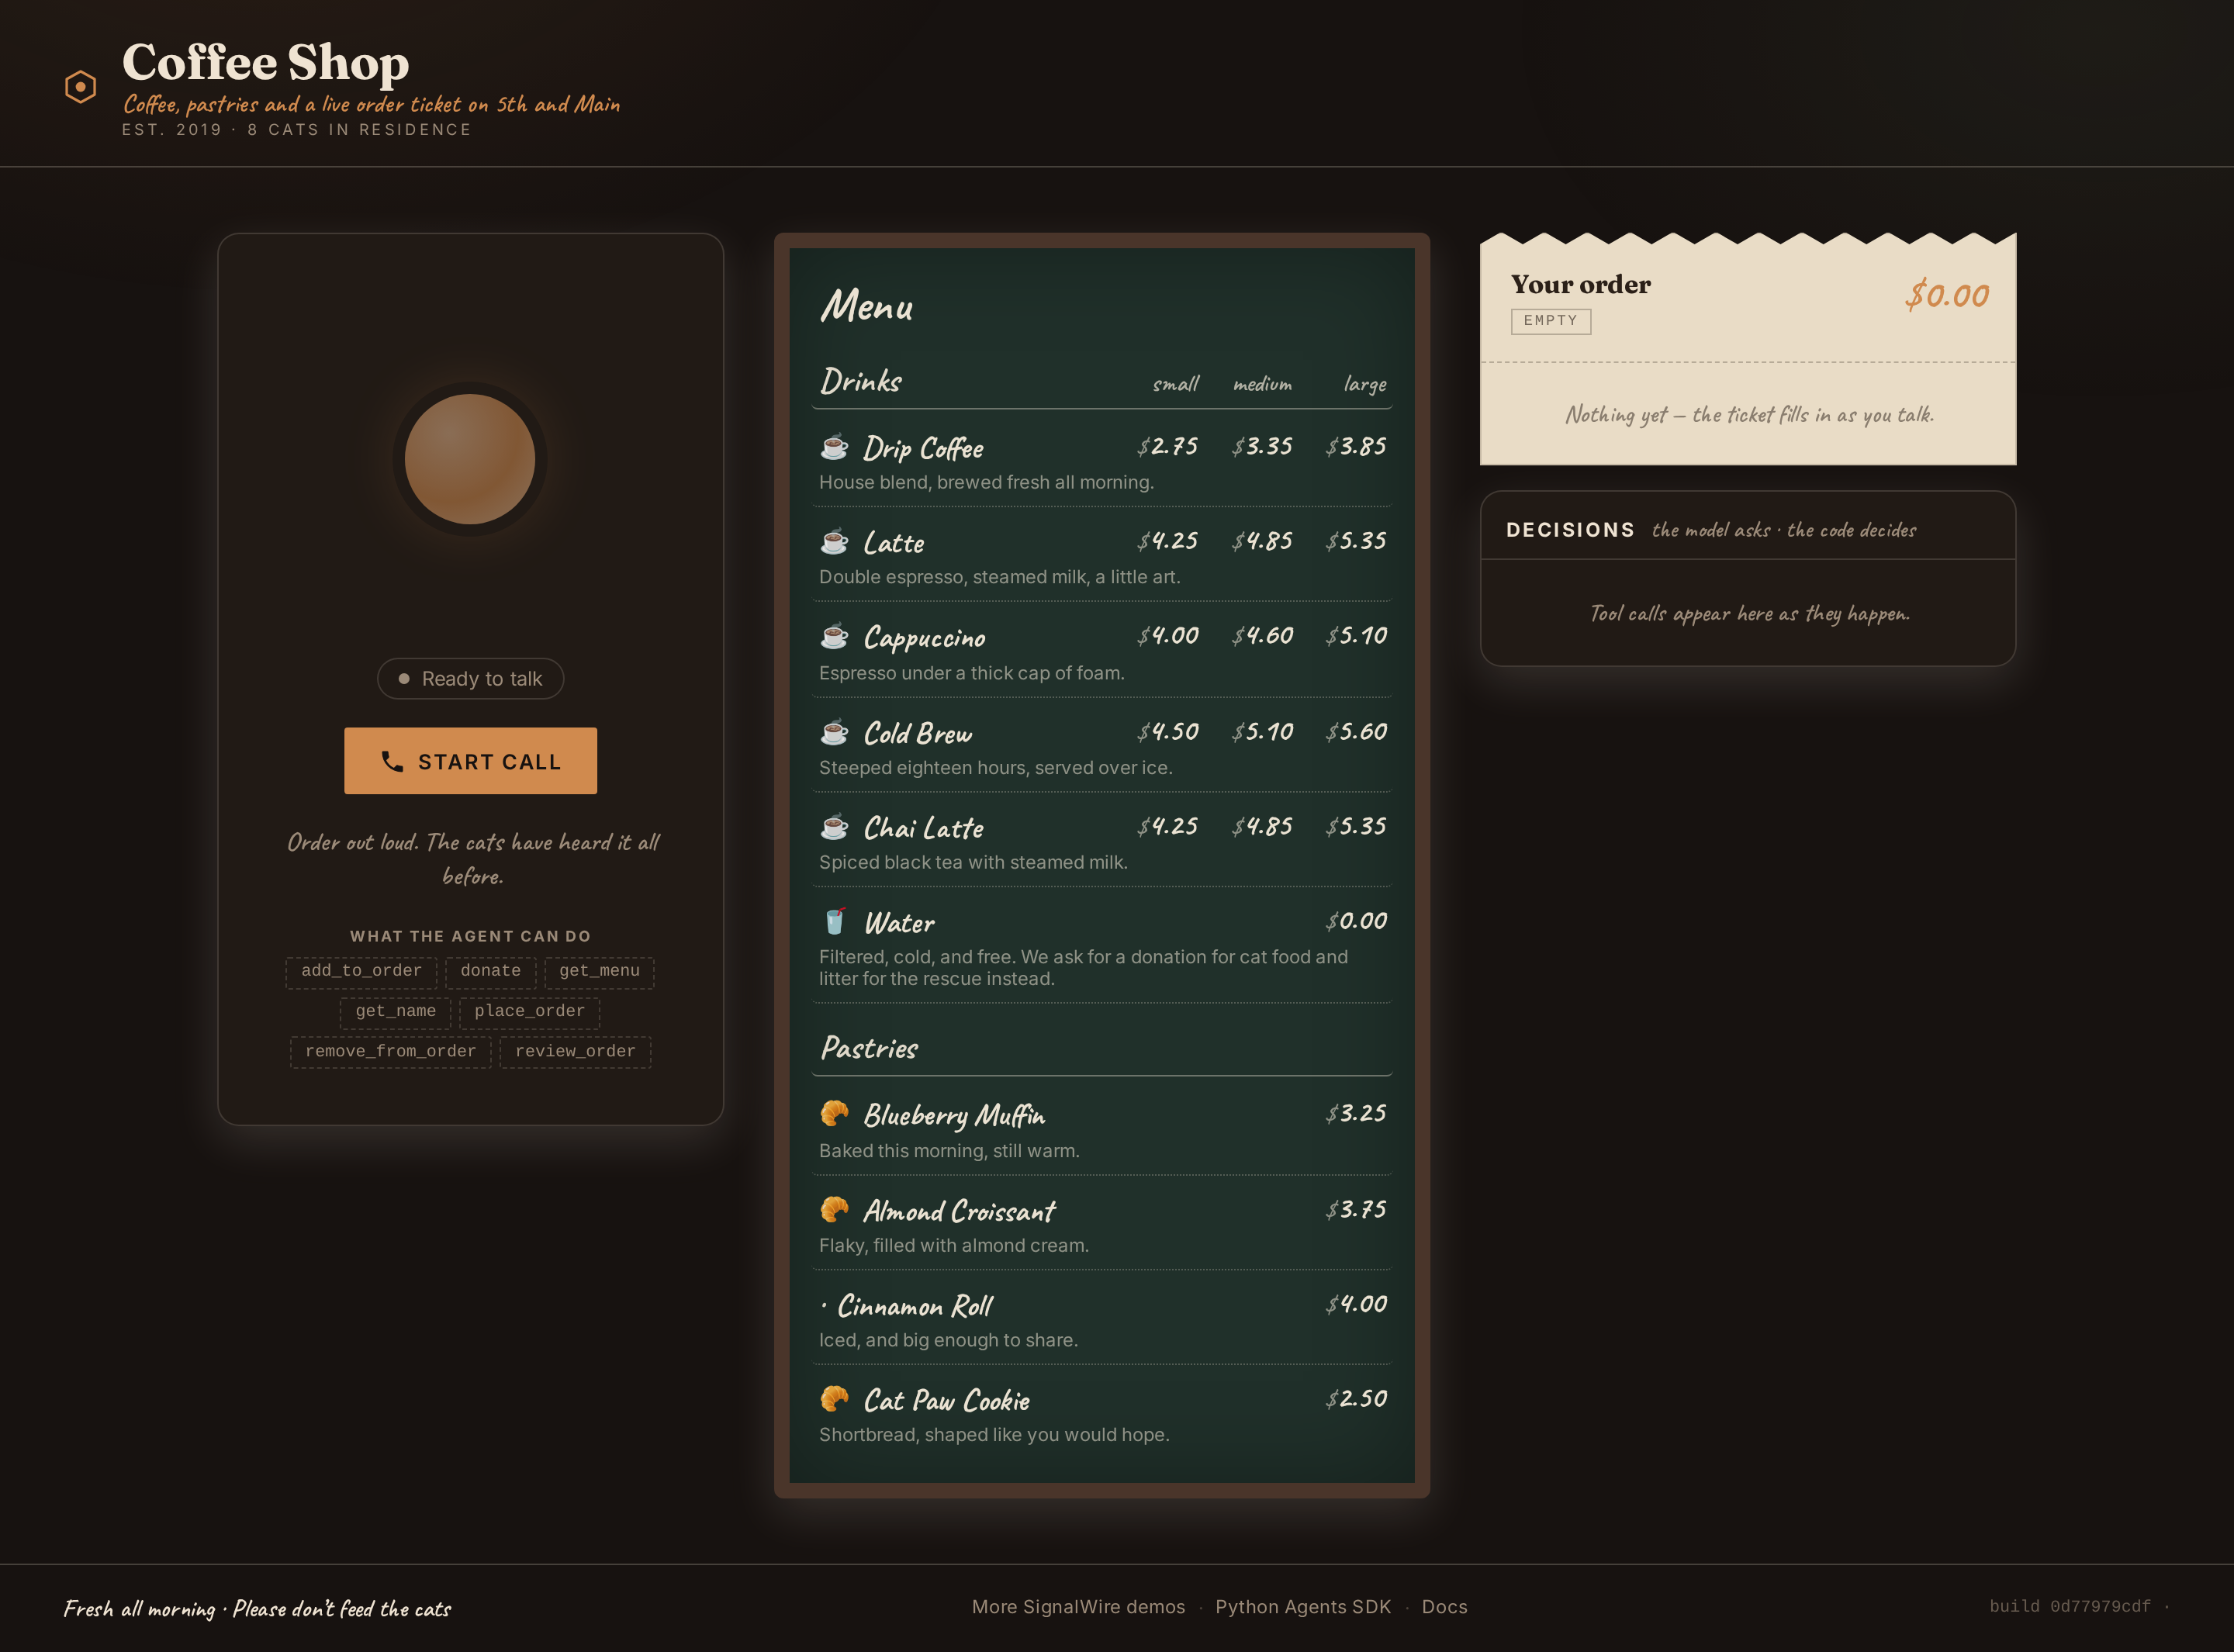 Coffee Shop
Coffee, pastries and a live order ticket on 5th and Main
EST. 2019 · 8 CATS IN RESIDENCE
Ready to talk
START CALL
Order out loud. The cats have heard it all
before.
WHAT THE AGENT CAN DO
add_to_order donate get_menu
get_name place_order
remove_from_order review_order
Menu
Drinks small medium large
Drip Coffee $2.75 $3.35 $3.85
House blend, brewed fresh all morning.
Latte $4.25 $4.85 $5.35
Double espresso, steamed milk, a little art.
Cappuccino $4.00 $4.60 $5.10
Espresso under a thick cap of foam.
Cold Brew $4.50 $5.10 $5.60
Steeped eighteen hours, served over ice.
Chai Latte $4.25 $4.85 $5.35
Spiced black tea with steamed milk.
Water $0.00
Filtered, cold, and free. We ask for a donation for cat food and
litter for the rescue instead.
Pastries
Blueberry Muffin $3.25
Baked this morning, still warm.
Almond Croissant $3.75
Flaky, filled with almond cream.
· Cinnamon Roll $4.00
Iced, and big enough to share.
Cat Paw Cookie $2.50
Shortbread, shaped like you would hope.
Your order $0.00
EMPTY
Nothing yet — the ticket fills in as you talk.
DECISIONS the model asks · the code decides
Tool calls appear here as they happen.
Fresh all morning · Please don't feed the cats
More SignalWire demos · Python Agents SDK · Docs
build 0d77979cdf ·